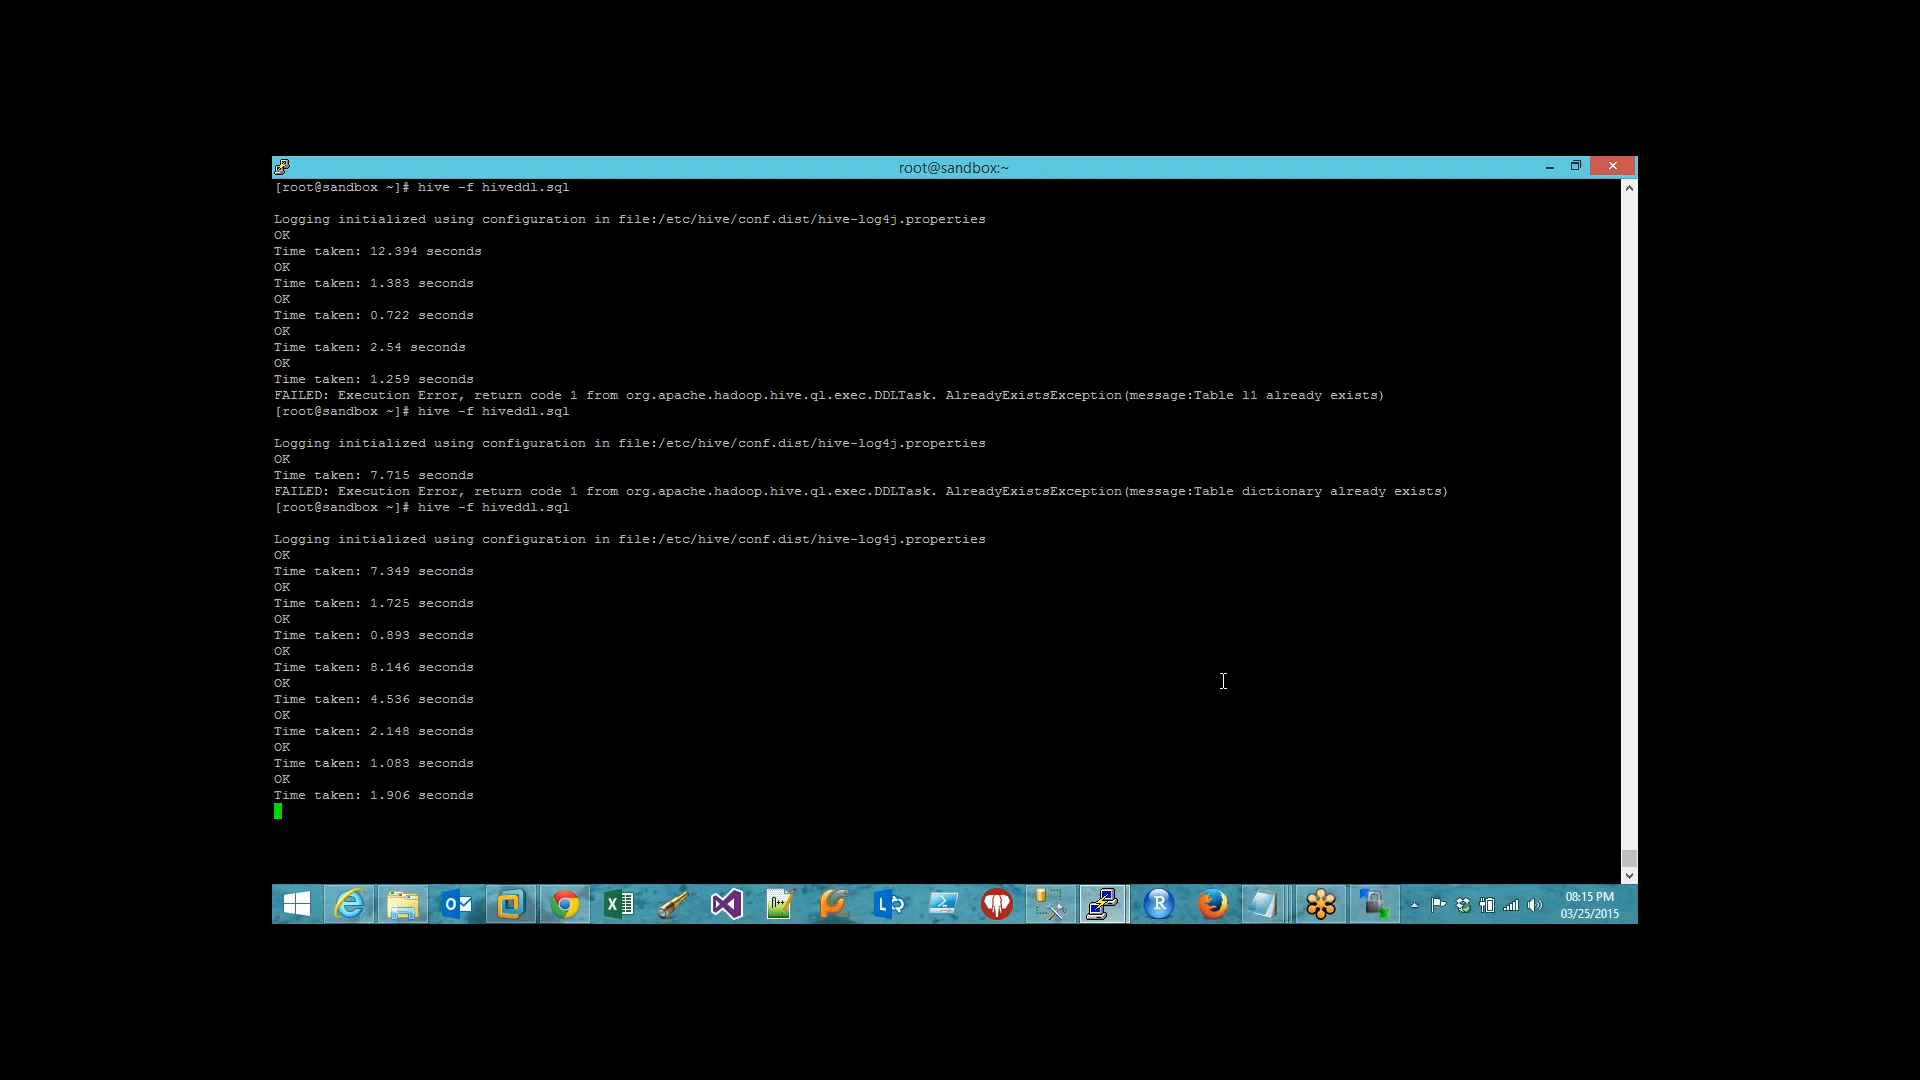 root@sandbox:~
[root@sandbox ~]# hive -f hiveddl.sql
Logging initialized using configuration in file:/etc/hive/conf.dist/hive-log4j.properties
OK
Time taken: 12.394 seconds
OK
Time taken: 1.383 seconds
OK
Time taken: 0.722 seconds
OK
Time taken: 2.54 seconds
OK
Time taken: 1.259 seconds
FAILED: Execution Error, return code 1 from org.apache.hadoop.hive.ql.exec.DDLTask. AlreadyExistsException(message:Table l1 already exists)
[root@sandbox ~]# hive -f hiveddl.sql
Logging initialized using configuration in file:/etc/hive/conf.dist/hive-log4j.properties
OK
Time taken: 7.715 seconds
FAILED: Execution Error, return code 1 from org.apache.hadoop.hive.ql.exec.DDLTask. AlreadyExistsException(message:Table dictionary already exists)
[root@sandbox ~]# hive -f hiveddl.sql
Logging initialized using configuration in file:/etc/hive/conf.dist/hive-log4j.properties
OK
Time taken: 7.349 seconds
OK
Time taken: 1.725 seconds
OK
Time taken: 0.893 seconds
OK
Time taken: 8.146 seconds
OK
Time taken: 4.536 seconds
OK
Time taken: 2.148 seconds
OK
Time taken: 1.083 seconds
OK
Time taken: 1.906 seconds
08:15 PM
03/25/2015